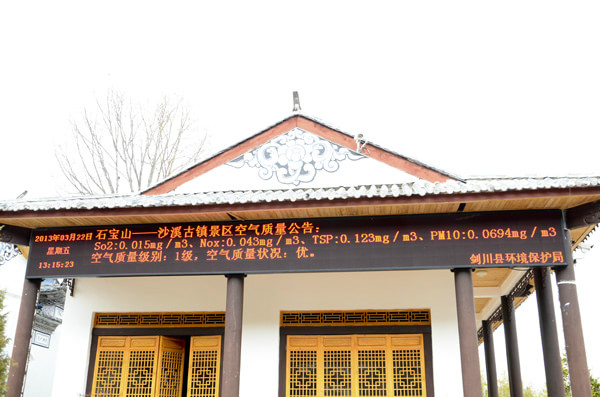 2013年03月22日
星期五
13:15:23
石宝山——沙溪古镇景区空气质量公告:
So2:0.015mg/m3、Nox:0.043mg/m3、TSP:0.123mg/m3、PM10:0.0694mg/m3
空气质量级别:1级,空气质量状况:优。
剑川县环境保护局